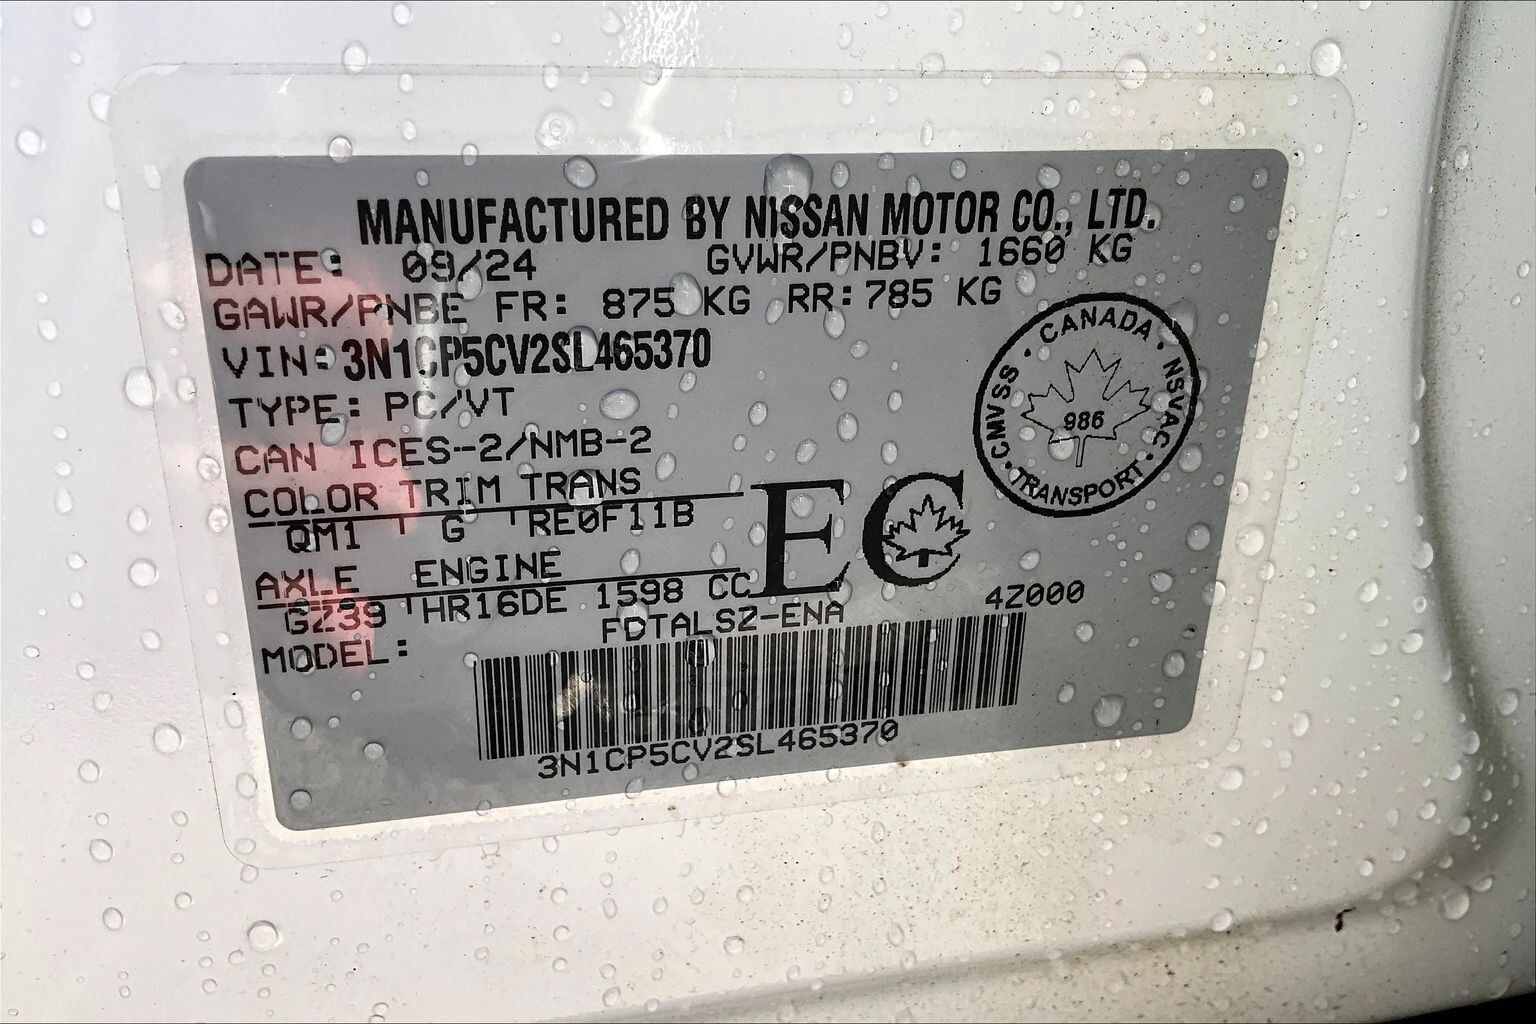 MANUFACTURED BY NISSAN MOTOR CO., LTD.
DATE: 09/24 GVWR/PNBV: 1660 KG
GAWR/PNBE FR: 875 KG RR: 785 KG
VIN: 3N1CP5CV2SL465370
TYPE: PC/VT
CAN ICES-2/NMB-2
COLOR TRIM TRANS
QM1 G RE0F11B
AXLE ENGINE
GZ39 HR16DE 1598 CC
MODEL: FDTALSZ-ENA 4Z000
3N1CP5CV2SL465370
EC
CANADA · NSVAC · TRANSPORT · CMVSS ·
986